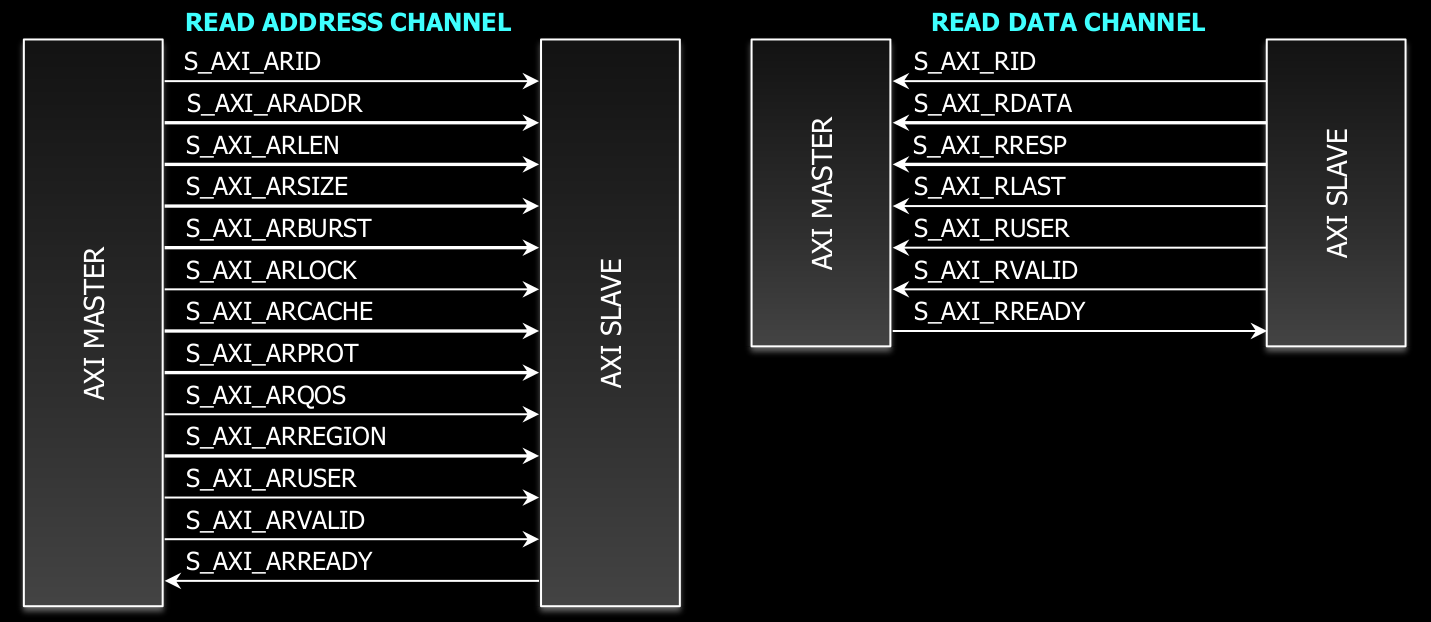 READ ADDRESS CHANNEL
AXI MASTER
S_AXI_ARID
S_AXI_ARADDR
S_AXI_ARLEN
S_AXI_ARSIZE
S_AXI_ARBURST
S_AXI_ARLOCK
S_AXI_ARCACHE
S_AXI_ARPROT
S_AXI_ARQOS
S_AXI_ARREGION
S_AXI_ARUSER
S_AXI_ARVALID
S_AXI_ARREADY
AXI SLAVE
READ DATA CHANNEL
AXI MASTER
S_AXI_RID
S_AXI_RDATA
S_AXI_RRESP
S_AXI_RLAST
S_AXI_RUSER
S_AXI_RVALID
S_AXI_RREADY
AXI SLAVE